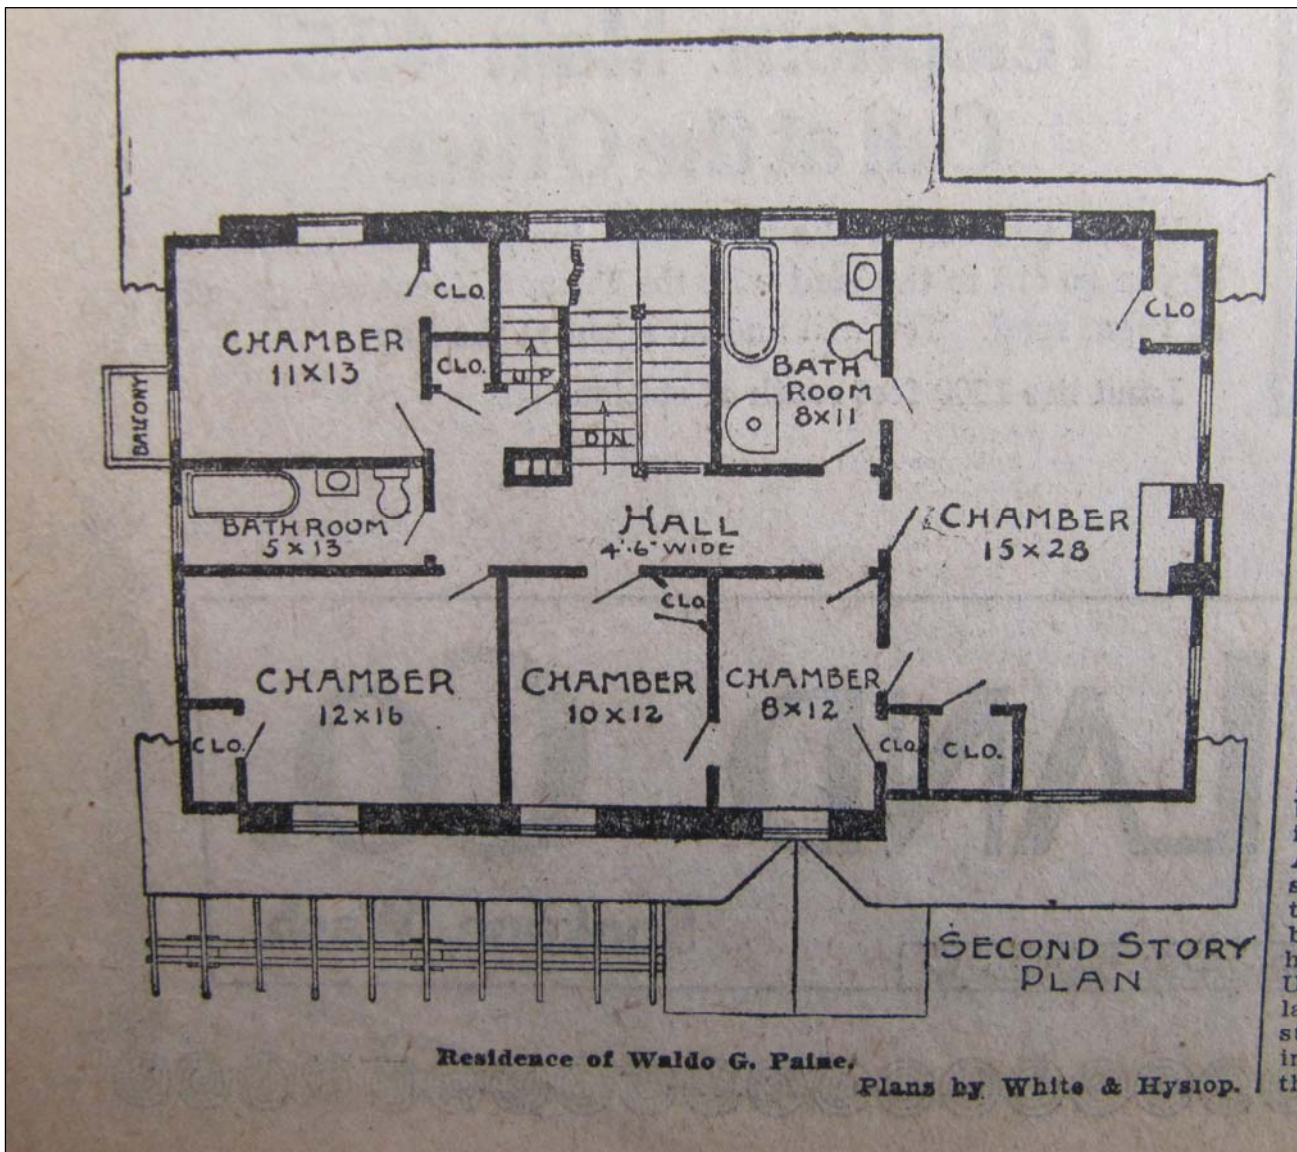 CLO.
CLO
CHAMBER
11X13
CLO.
UP
BATH
ROOM
8X11
BALCONY
DN
BATHROOM
5X13
HALL
4'-6" WIDE
CHAMBER
15X28
CLO.
CHAMBER
12X16
CHAMBER
10X12
CHAMBER
8X12
CLO.
CLO.
CLO.
SECOND STORY
PLAN
Residence of Waldo G. Paine.
Plans by White & Hyslop.